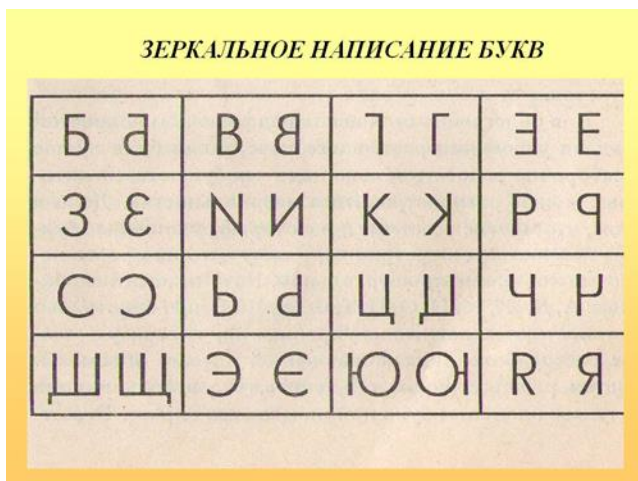 ЗЕРКАЛЬНОЕ НАПИСАНИЕ БУКВ
Б В Ǝ Е
З Ɛ N И К Р ꟼ
С Ɔ Ь Ч
Ц Э Є Ю R Я